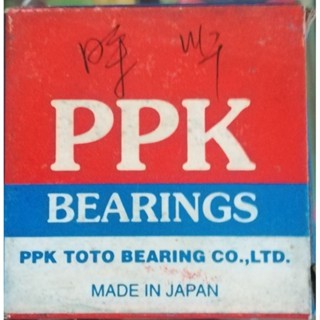 PPK
BEARINGS
PPK TOTO BEARING CO.,LTD.
MADE IN JAPAN